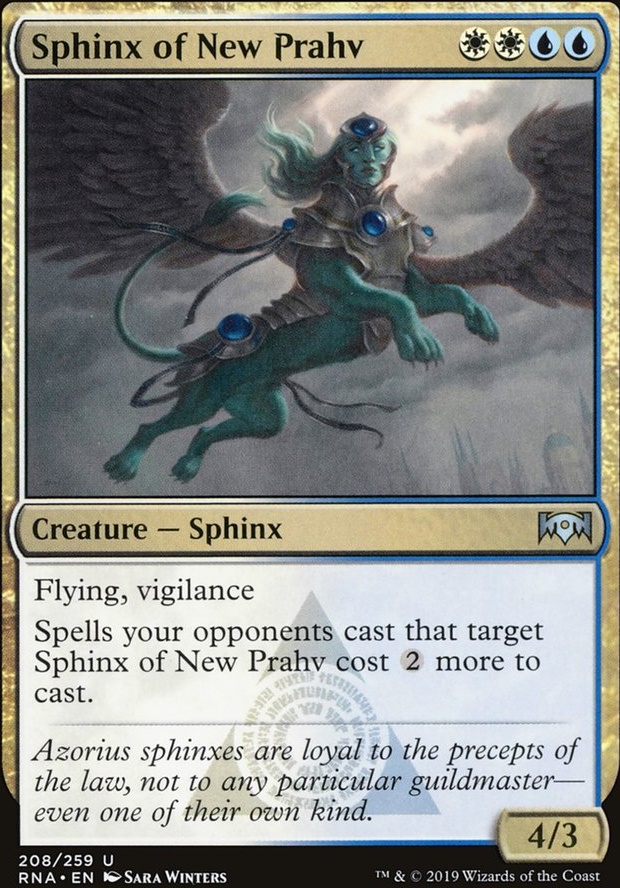 Sphinx of New Prahv
Creature — Sphinx
Flying, vigilance
Spells your opponents cast that target
Sphinx of New Prahv cost 2 more to
cast.
Azorius sphinxes are loyal to the precepts of
the law, not to any particular guildmaster—
even one of their own kind.
4/3
208/259 U
RNA • EN Sara Winters
™ & © 2019 Wizards of the Coast